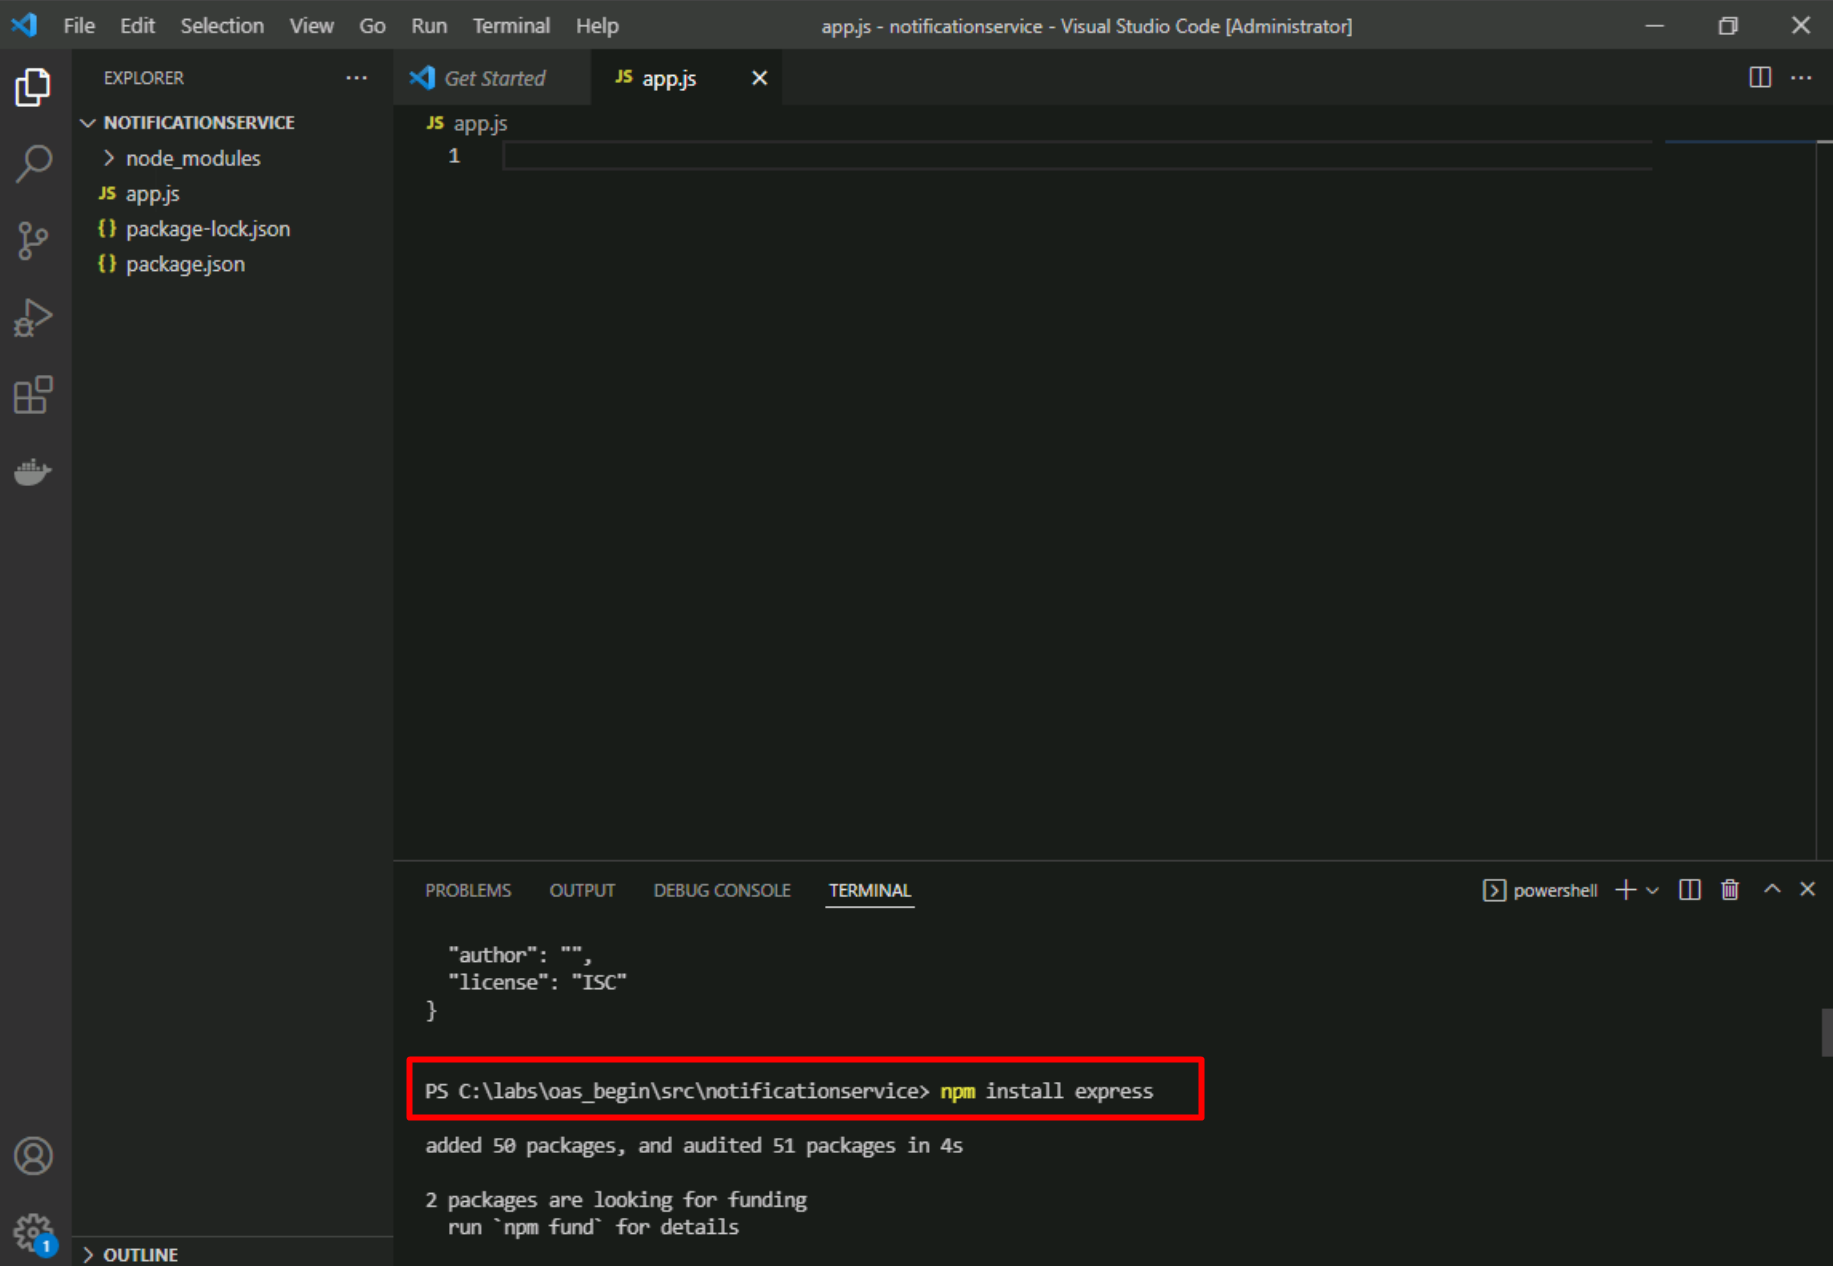 File Edit Selection View Go Run Terminal Help app.js - notificationservice - Visual Studio Code [Administrator]
EXPLORER
Get Started
JS app.js
NOTIFICATIONSERVICE
node_modules
JS app.js
{} package-lock.json
{} package.json
JS app.js
1
PROBLEMS OUTPUT DEBUG CONSOLE TERMINAL powershell
"author": "",
"license": "ISC"
}
PS C:\labs\oas_begin\src\notificationservice> npm install express
added 50 packages, and audited 51 packages in 4s
2 packages are looking for funding
run `npm fund` for details
1
OUTLINE